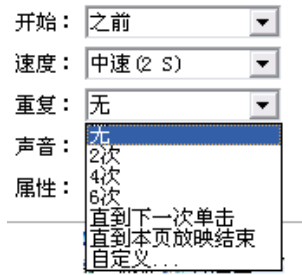 开始： 之前
速度： 中速(2 S)
重复： 无
声音：
无
2次
4次
属性：
6次
直到下一次单击
直到本页放映结束
自定义...